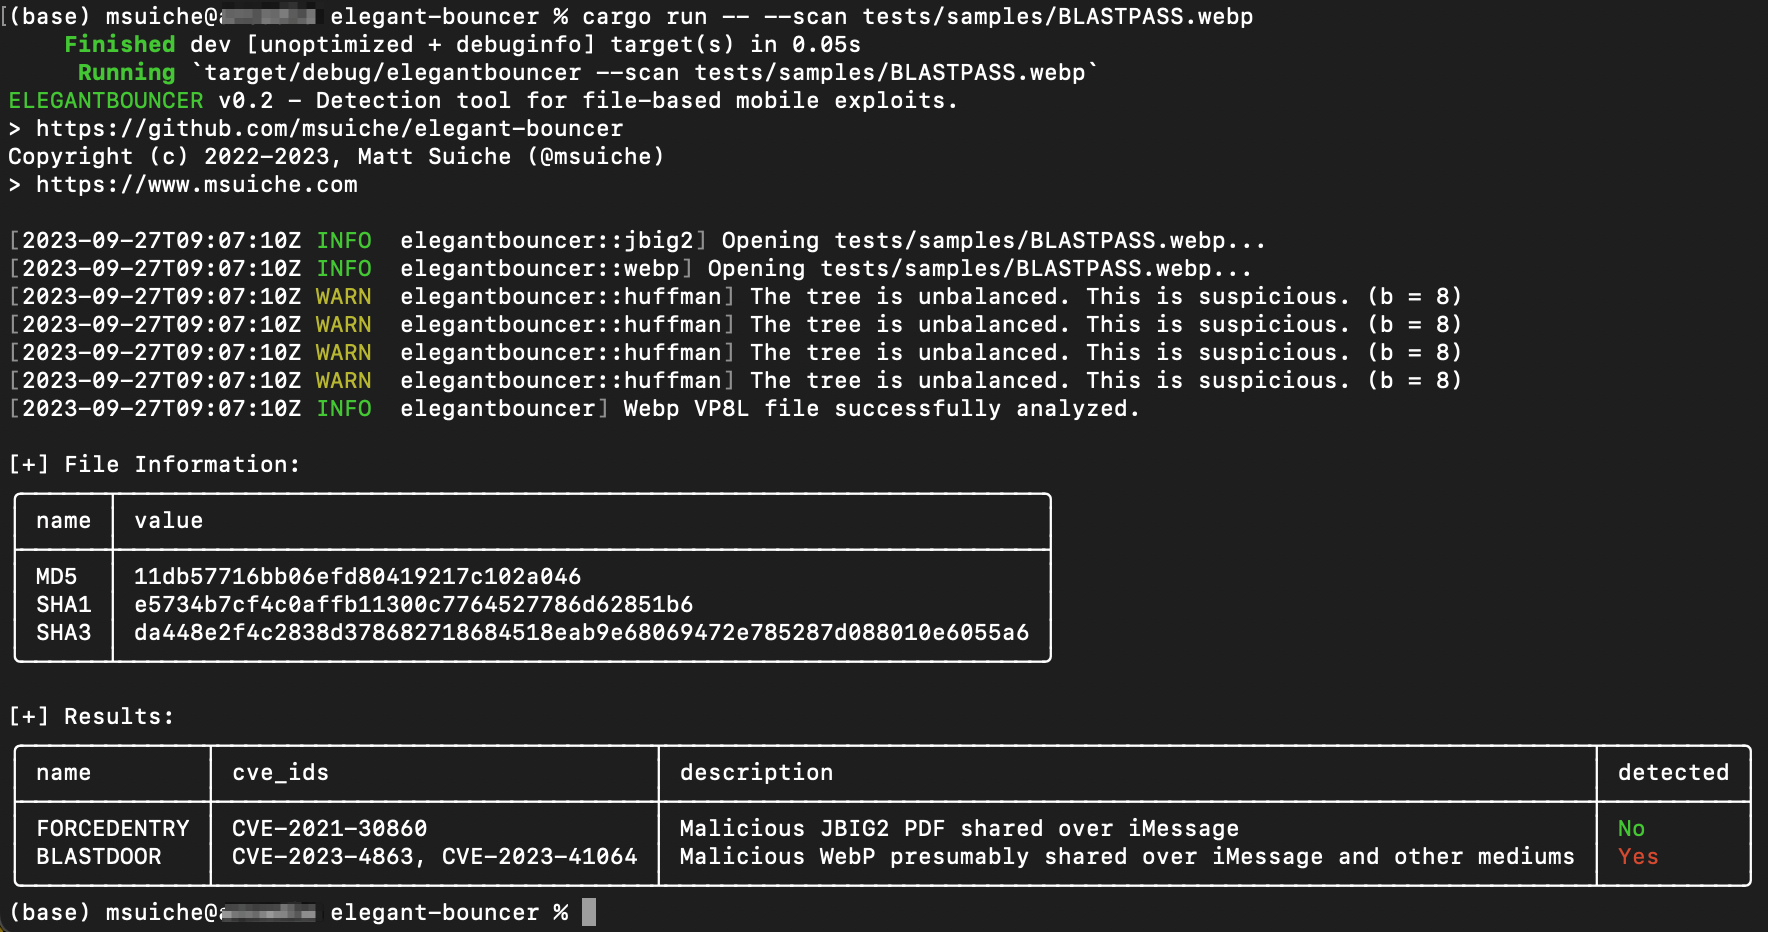 (base) msuiche@ elegant-bouncer % cargo run -- --scan tests/samples/BLASTPASS.webp
Finished dev [unoptimized + debuginfo] target(s) in 0.05s
Running `target/debug/elegantbouncer --scan tests/samples/BLASTPASS.webp`
ELEGANTBOUNCER v0.2 - Detection tool for file-based mobile exploits.
> https://github.com/msuiche/elegant-bouncer
Copyright (c) 2022-2023, Matt Suiche (@msuiche)
> https://www.msuiche.com
[2023-09-27T09:07:10Z INFO  elegantbouncer::jbig2] Opening tests/samples/BLASTPASS.webp...
[2023-09-27T09:07:10Z INFO  elegantbouncer::webp] Opening tests/samples/BLASTPASS.webp...
[2023-09-27T09:07:10Z WARN  elegantbouncer::huffman] The tree is unbalanced. This is suspicious. (b = 8)
[2023-09-27T09:07:10Z WARN  elegantbouncer::huffman] The tree is unbalanced. This is suspicious. (b = 8)
[2023-09-27T09:07:10Z WARN  elegantbouncer::huffman] The tree is unbalanced. This is suspicious. (b = 8)
[2023-09-27T09:07:10Z WARN  elegantbouncer::huffman] The tree is unbalanced. This is suspicious. (b = 8)
[2023-09-27T09:07:10Z INFO  elegantbouncer] Webp VP8L file successfully analyzed.
[+] File Information:
name value
MD5 11db57716bb06efd80419217c102a046
SHA1 e5734b7cf4c0affb11300c7764527786d62851b6
SHA3 da448e2f4c2838d378682718684518eab9e68069472e785287d088010e6055a6
[+] Results:
name cve_ids description detected
FORCEDENTRY CVE-2021-30860 Malicious JBIG2 PDF shared over iMessage No
BLASTDOOR CVE-2023-4863, CVE-2023-41064 Malicious WebP presumably shared over iMessage and other mediums Yes
(base) msuiche@ elegant-bouncer %